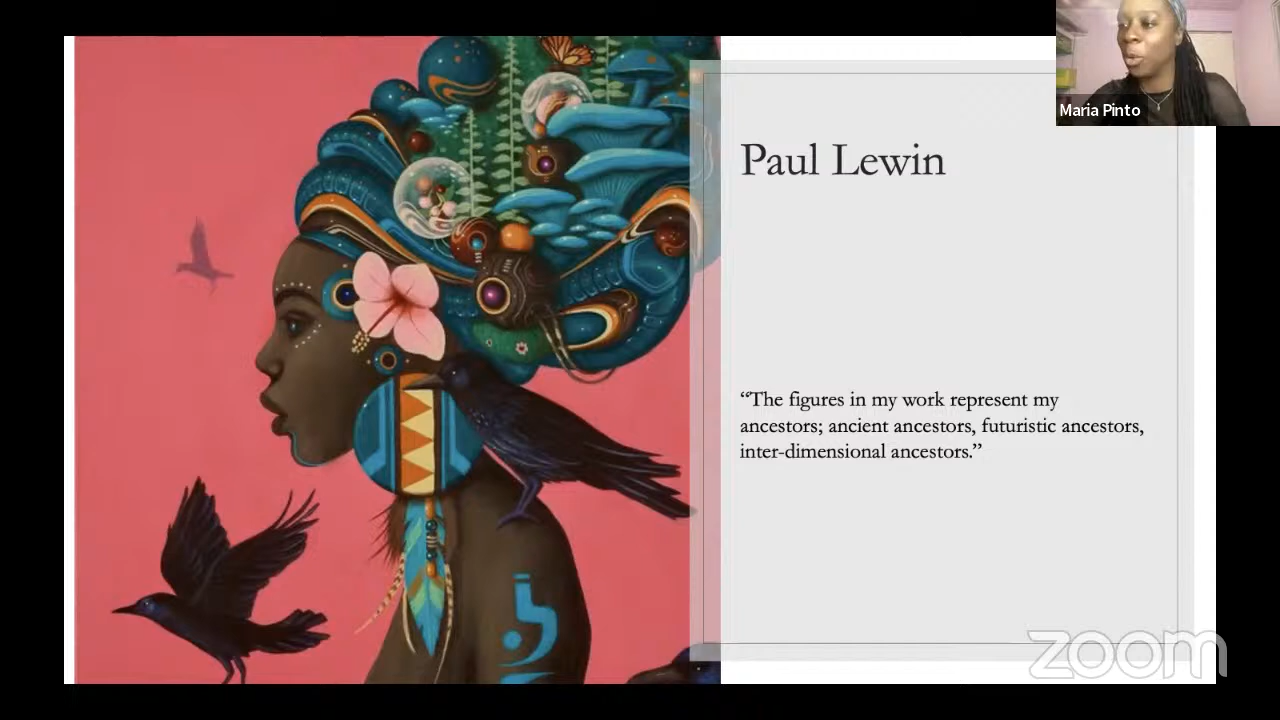 Maria Pinto
Paul Lewin
“The figures in my work represent my
ancestors; ancient ancestors, futuristic ancestors,
inter-dimensional ancestors.”
zoom